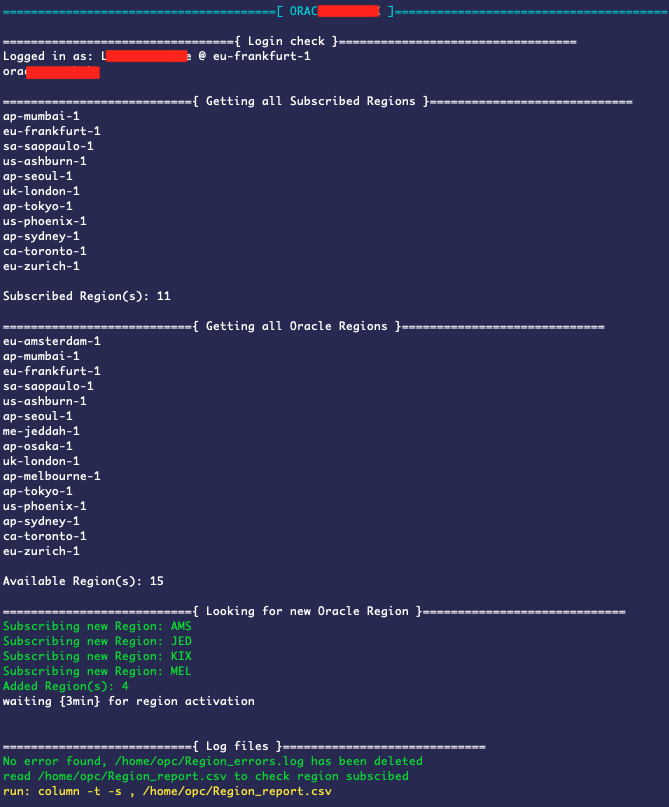 =======================================[ ORAC ]=======================================
================================={ Login check }==================================
Logged in as: L e @ eu-frankfurt-1
orac
==========================={ Getting all Subscribed Regions }=============================
ap-mumbai-1
eu-frankfurt-1
sa-saopaulo-1
us-ashburn-1
ap-seoul-1
uk-london-1
ap-tokyo-1
us-phoenix-1
ap-sydney-1
ca-toronto-1
eu-zurich-1
Subscribed Region(s): 11
==========================={ Getting all Oracle Regions }=============================
eu-amsterdam-1
ap-mumbai-1
eu-frankfurt-1
sa-saopaulo-1
us-ashburn-1
ap-seoul-1
me-jeddah-1
ap-osaka-1
uk-london-1
ap-melbourne-1
ap-tokyo-1
us-phoenix-1
ap-sydney-1
ca-toronto-1
eu-zurich-1
Available Region(s): 15
==========================={ Looking for new Oracle Region }=============================
Subscribing new Region: AMS
Subscribing new Region: JED
Subscribing new Region: KIX
Subscribing new Region: MEL
Added Region(s): 4
waiting {3min} for region activation
==========================={ Log files }=============================
No error found, /home/opc/Region_errors.log has been deleted
read /home/opc/Region_report.csv to check region subscibed
run: column -t -s , /home/opc/Region_report.csv